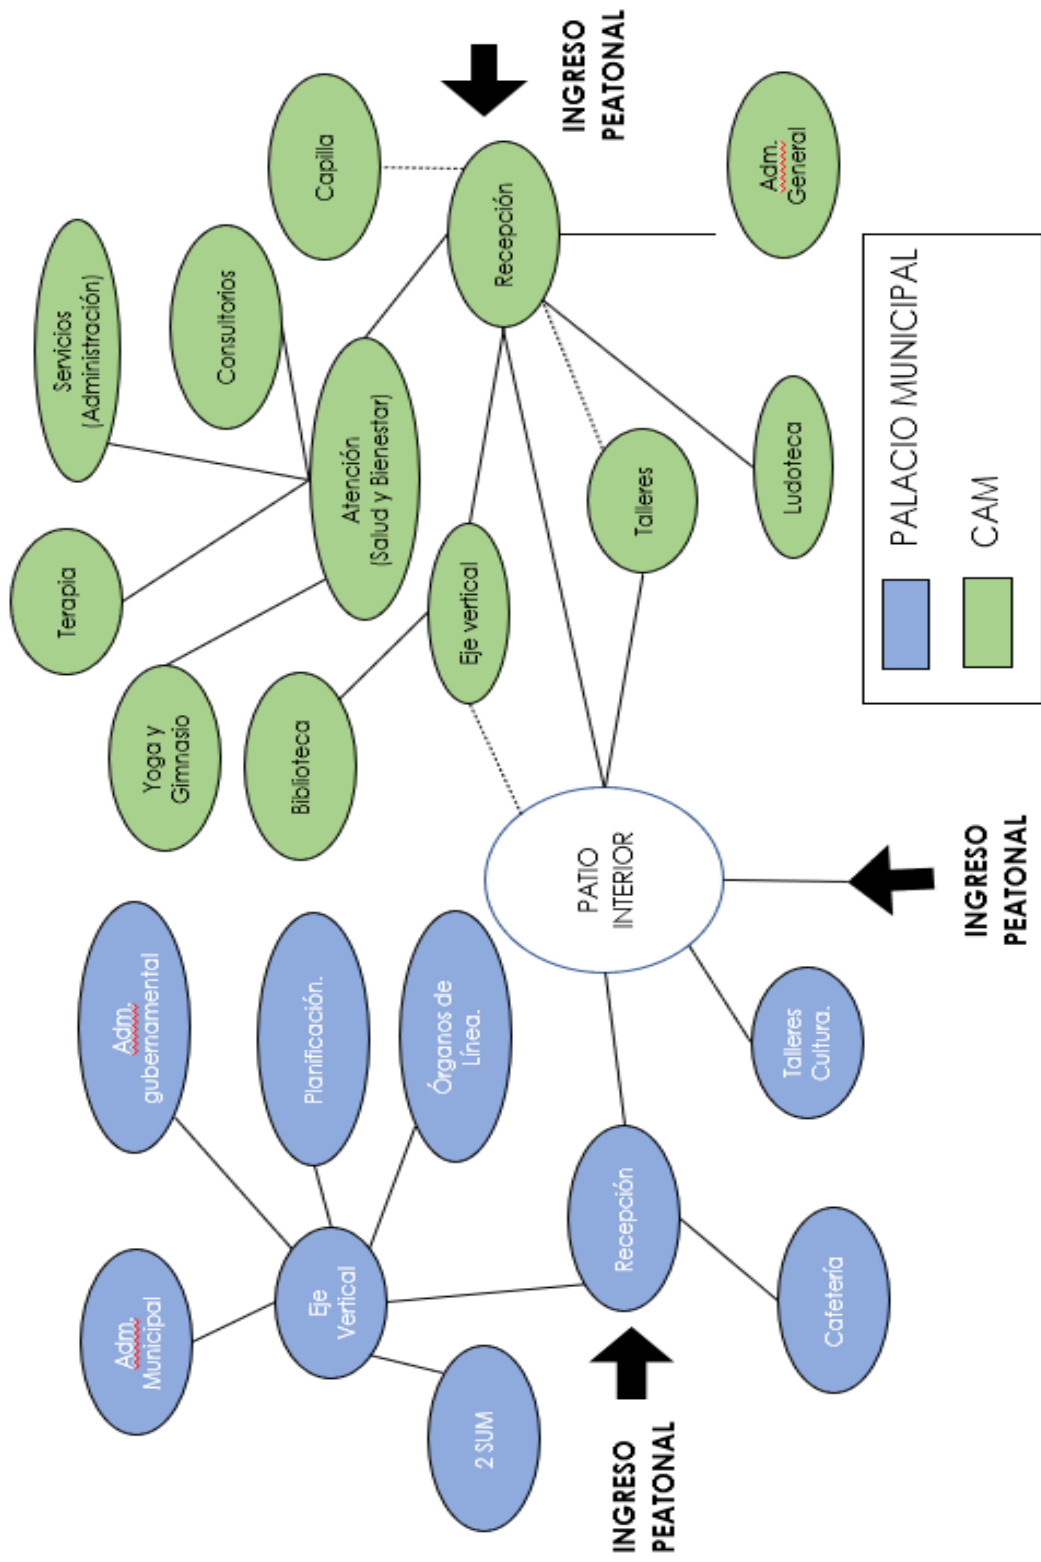 Adm.
Municipal
Adm.
gubernamental
Planificación.
Órganos de
Línea.
Eje
Vertical
2 SUM
INGRESO
PEATONAL
Recepción
Cafetería
Talleres
Cultura.
PATIO
INTERIOR
INGRESO
PEATONAL
Terapia
Servicios
(Administración)
Yoga y
Gimnasio
Consultorios
Biblioteca
Atención
(Salud y Bienestar)
Capilla
Eje vertical
Recepción
INGRESO
PEATONAL
Talleres
Ludoteca
Adm.
General
PALACIO MUNICIPAL
CAM